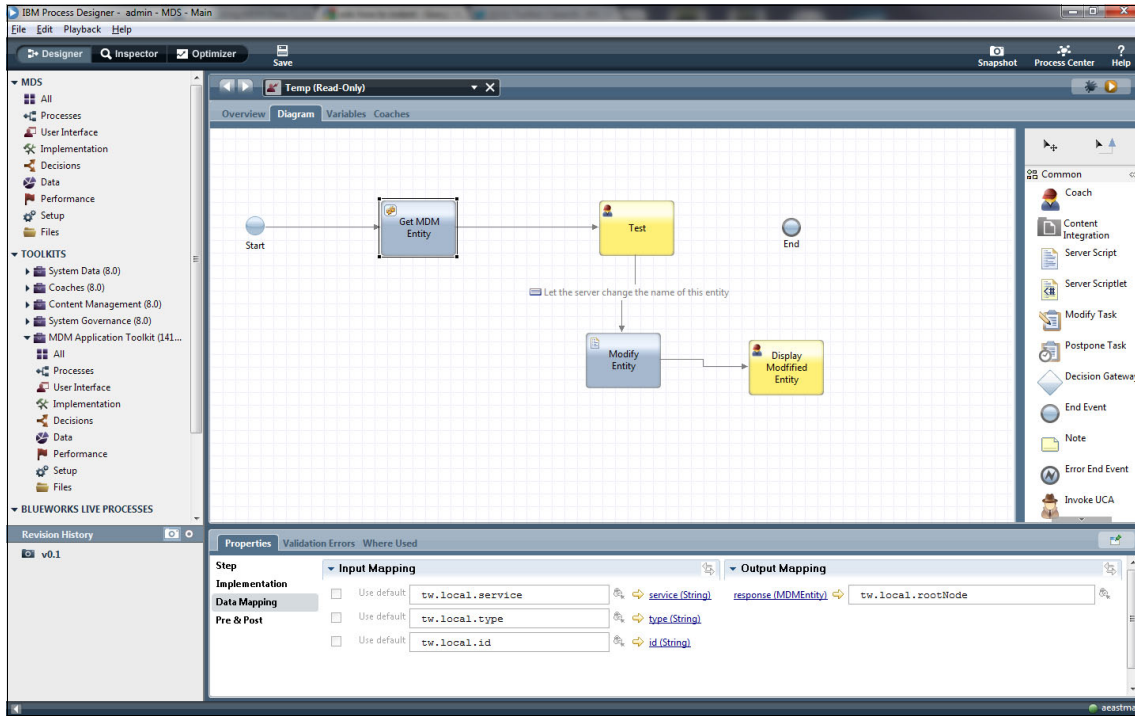 IBM Process Designer - admin - MDS - Main
File Edit Playback Help
Designer Inspector Optimizer Save Snapshot Process Center Help
MDS
All
Processes
User Interface
Implementation
Decisions
Data
Performance
Setup
Files
TOOLKITS
System Data (8.0)
Coaches (8.0)
Content Management (8.0)
System Governance (8.0)
MDM Application Toolkit (141...
All
Processes
User Interface
Implementation
Decisions
Data
Performance
Setup
Files
BLUEWORKS LIVE PROCESSES
Revision History
v0.1
Temp (Read-Only)
Overview Diagram Variables Coaches
Start
Get MDM
Entity
Test
End
Let the server change the name of this entity
Modify
Entity
Display
Modtified
Entity
Common
Coach
Content
Integration
Server Script
Server Scriptlet
Modify Task
Postpone Task
Decision Gateway
End Event
Note
Error End Event
Invoke UCA
Properties Validation Errors Where Used
Step
Implementation
Data Mapping
Pre & Post
Input Mapping
Use default tw.local.service service (String)
Use default tw.local.type type (String)
Use default tw.local.id id (String)
Output Mapping
response (MDMEntity) tw.local.rootNode
aeastma